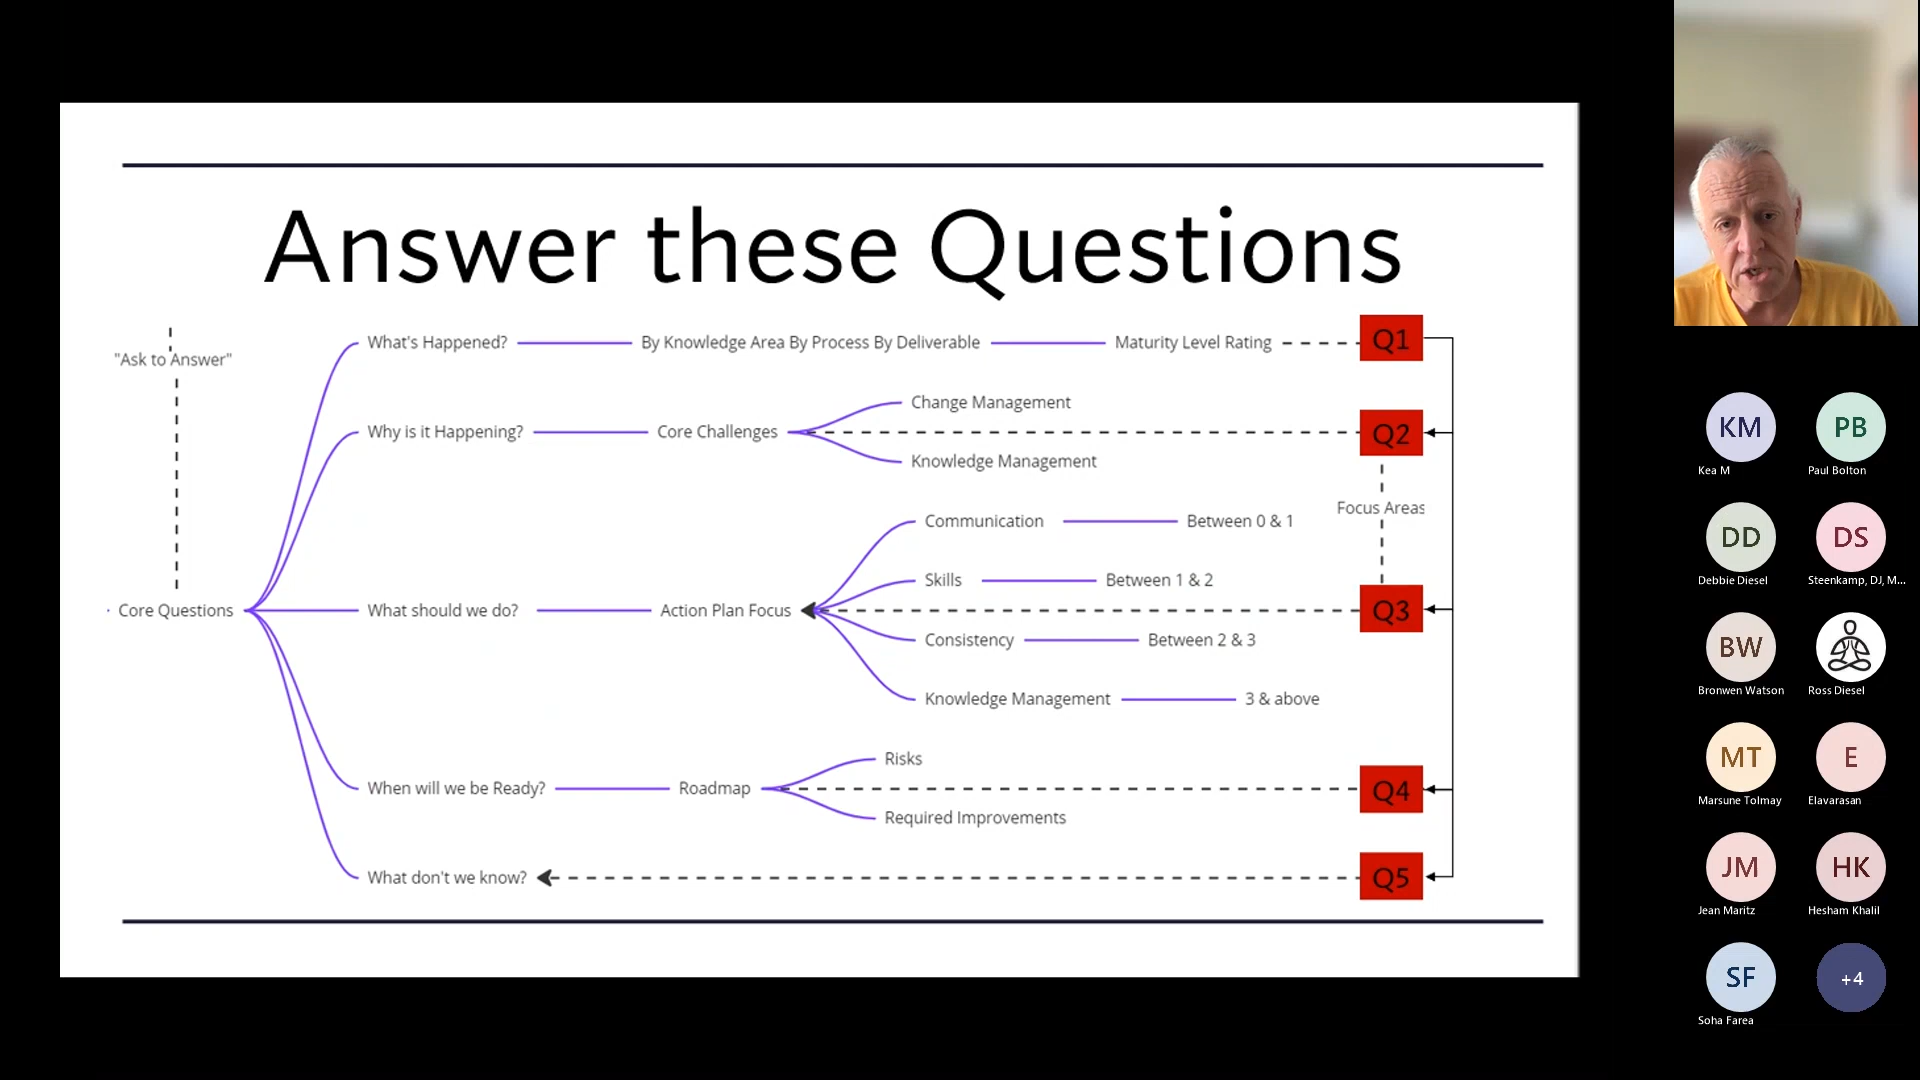 Answer these Questions
"Ask to Answer"
Core Questions
What's Happened? By Knowledge Area By Process By Deliverable Maturity Level Rating Q1
Why is it Happening? Core Challenges Q2
Change Management
Knowledge Management
Focus Areas
What should we do? Action Plan Focus Q3
Communication Between 0 & 1
Skills Between 1 & 2
Consistency Between 2 & 3
Knowledge Management 3 & above
When will we be Ready? Roadmap Q4
Risks
Required Improvements
What don't we know? Q5
KM PB
Kea M Paul Bolton
DD DS
Debbie Diesel Steenkamp, DJ, M...
BW
Bronwen Watson Ross Diesel
MT E
Marsune Tolmay Elavarasan
JM HK
Jean Maritz Hesham Khalil
SF +4
Soha Farea